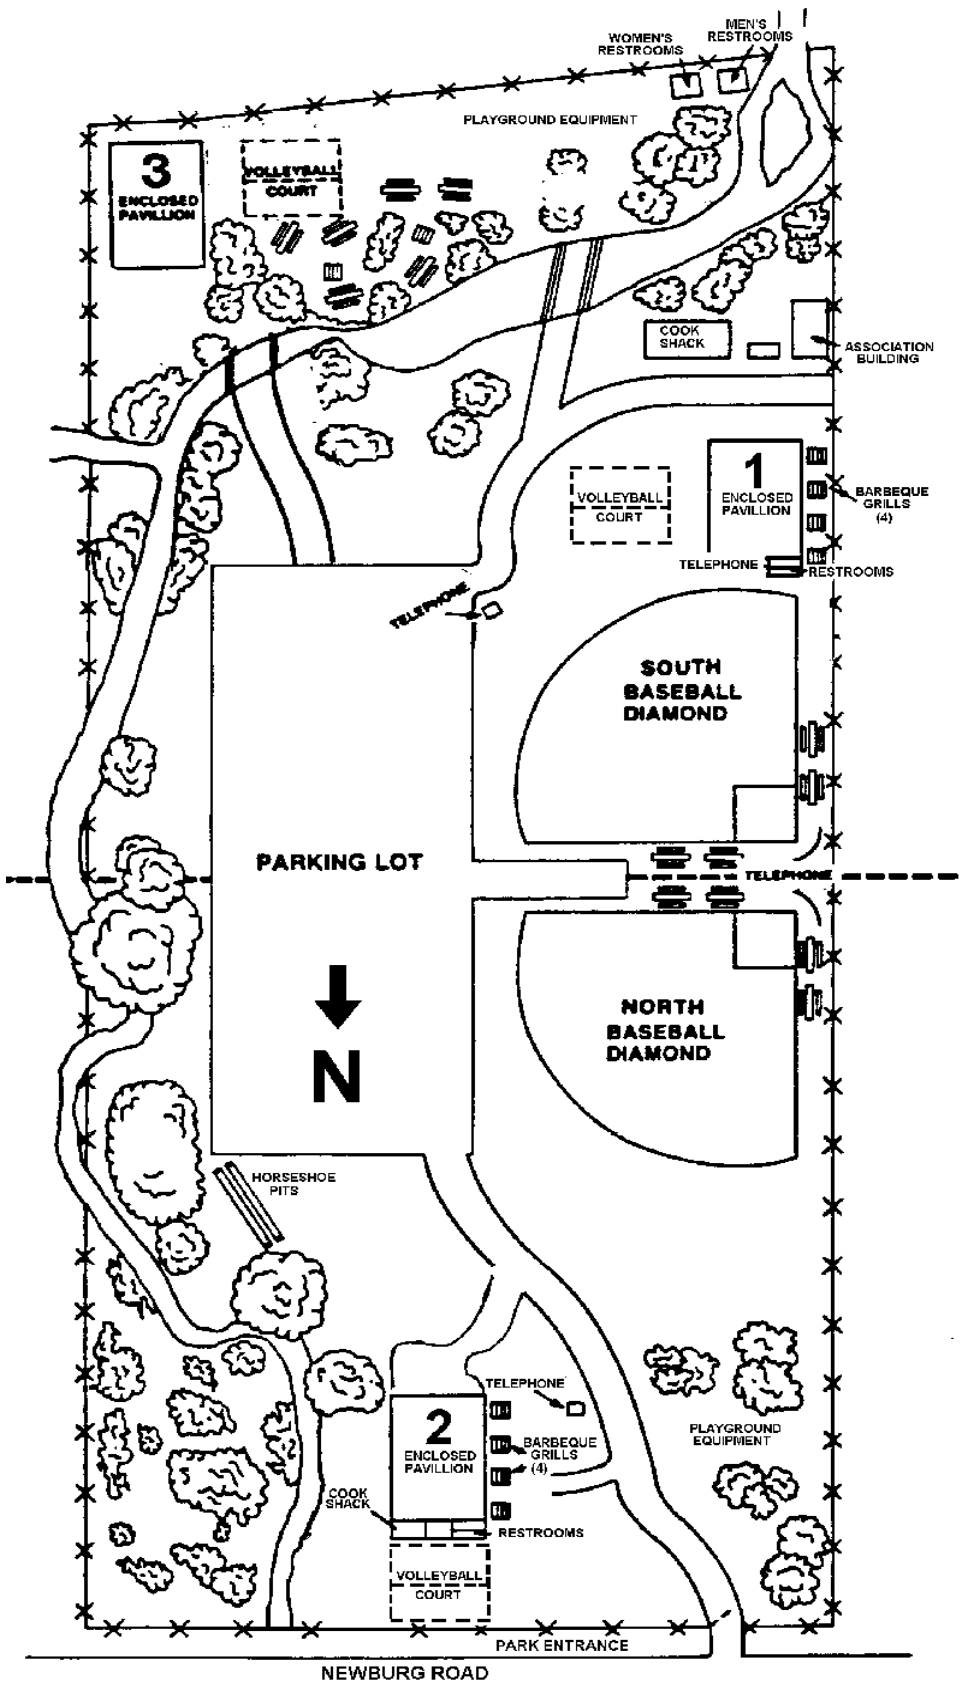 MEN'S
RESTROOMS
WOMEN'S
RESTROOMS
PLAYGROUND EQUIPMENT
3
ENCLOSED
PAVILLION
VOLLEYBALL
COURT
COOK
SHACK
ASSOCIATION
BUILDING
1
ENCLOSED
PAVILLION
VOLLEYBALL
COURT
BARBEQUE
GRILLS
(4)
TELEPHONE
RESTROOMS
TELEPHONE
SOUTH
BASEBALL
DIAMOND
PARKING LOT
TELEPHONE
N
NORTH
BASEBALL
DIAMOND
HORSESHOE
PITS
TELEPHONE
2
ENCLOSED
PAVILLION
BARBEQUE
GRILLS
(4)
PLAYGROUND
EQUIPMENT
COOK
SHACK
RESTROOMS
VOLLEYBALL
COURT
PARK ENTRANCE
NEWBURG ROAD